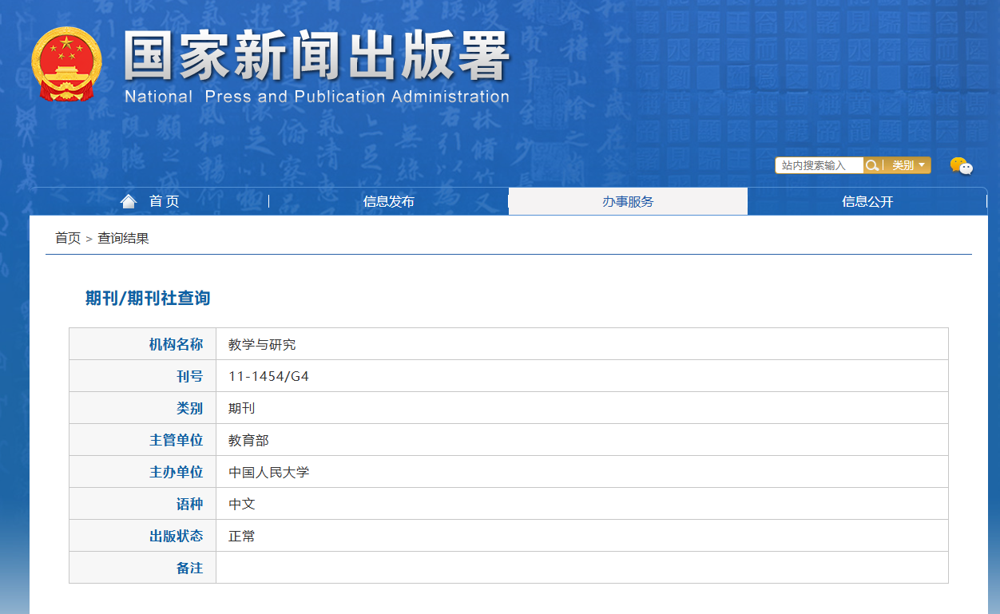 国家新闻出版署
National Press and Publication Administration
站内搜索输入 类别
首页 信息发布 办事服务 信息公开
首页 > 查询结果
期刊/期刊社查询
机构名称 教学与研究
刊号 11-1454/G4
类别 期刊
主管单位 教育部
主办单位 中国人民大学
语种 中文
出版状态 正常
备注